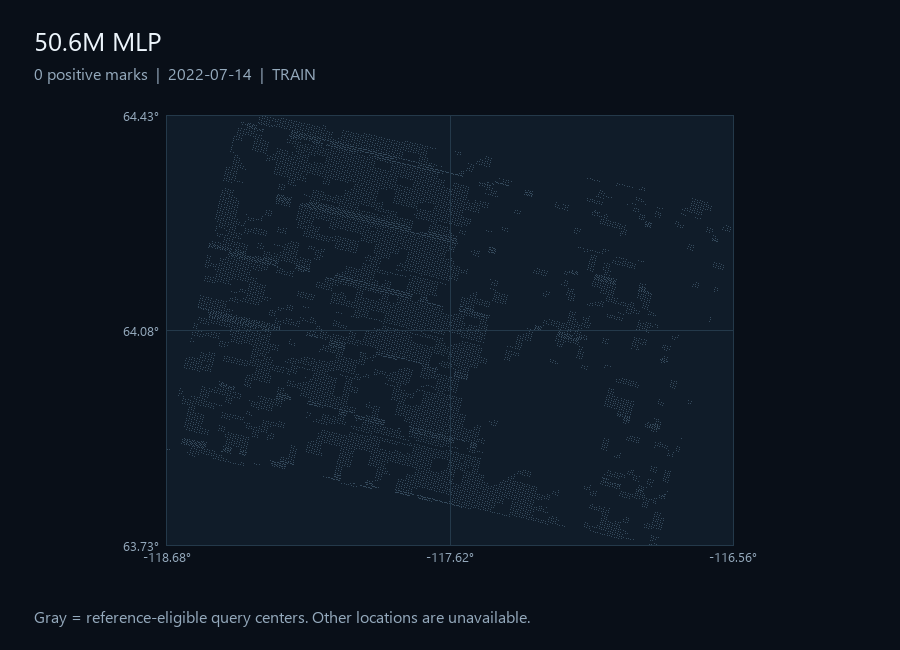 50.6M MLP
0 positive marks | 2022-07-14 | TRAIN
64.43°
64.08°
63.73°
-118.68°
-117.62°
-116.56°
Gray = reference-eligible query centers. Other locations are unavailable.